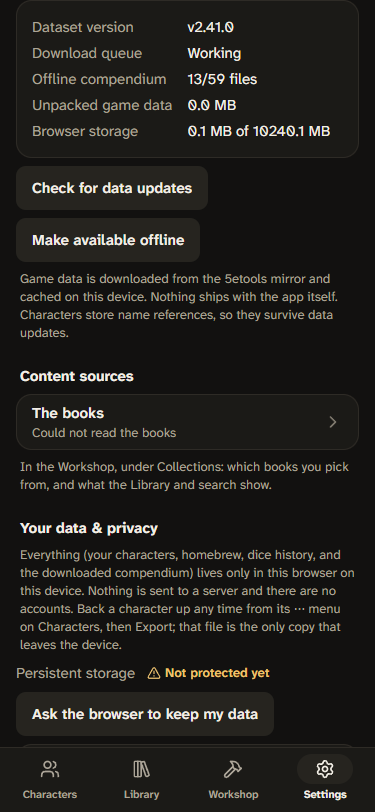 Dataset version v2.41.0
Download queue Working
Offline compendium 13/59 files
Unpacked game data 0.0 MB
Browser storage 0.1 MB of 10240.1 MB
Check for data updates
Make available offline
Game data is downloaded from the 5etools mirror and
cached on this device. Nothing ships with the app itself.
Characters store name references, so they survive data
updates.
Content sources
The books
Could not read the books
In the Workshop, under Collections: which books you pick
from, and what the Library and search show.
Your data & privacy
Everything (your characters, homebrew, dice history, and
the downloaded compendium) lives only in this browser on
this device. Nothing is sent to a server and there are no
accounts. Back a character up any time from its ··· menu
on Characters, then Export; that file is the only copy that
leaves the device.
Persistent storage Not protected yet
Ask the browser to keep my data
Characters Library Workshop Settings